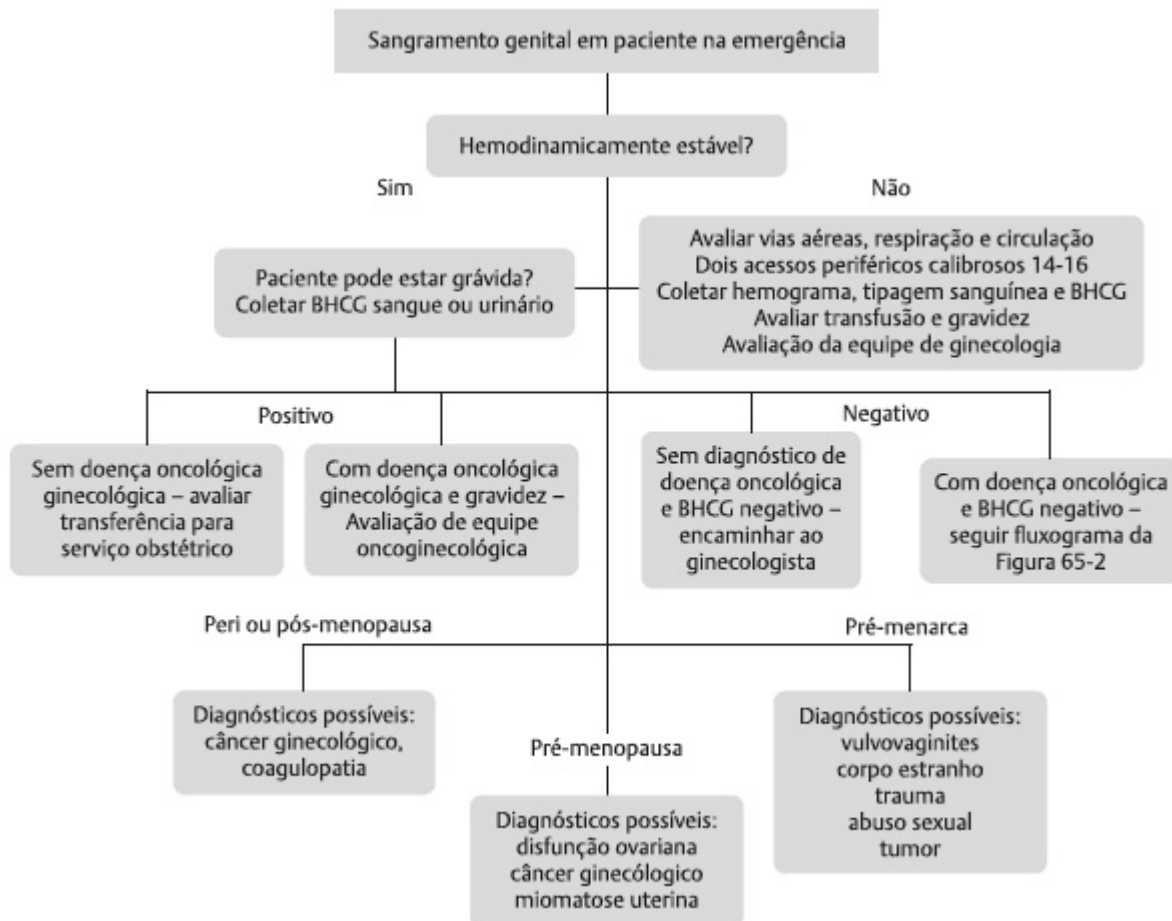 Sangramento genital em paciente na emergência
Hemodinamicamente estável?
Sim
Não
Paciente pode estar grávida?
Coletar BHCG sangue ou urinário
Avaliar vias aéreas, respiração e circulação
Dois acessos periféricos calibrosos 14-16
Coletar hemograma, tipagem sanguínea e BHCG
Avaliar transfusão e gravidez
Avaliação da equipe de ginecologia
Positivo
Negativo
Sem doença oncológica
ginecológica – avaliar
transferência para
serviço obstétrico
Com doença oncológica
ginecológica e gravidez –
Avaliação de equipe
oncoginecológica
Sem diagnóstico de
doença oncológica
e BHCG negativo –
encaminhar ao
ginecologista
Com doença oncológica
e BHCG negativo –
seguir fluxograma da
Figura 65-2
Peri ou pós-menopausa
Pré-menarca
Diagnósticos possíveis:
câncer ginecológico,
coagulopatia
Pré-menopausa
Diagnósticos possíveis:
disfunção ovariana
câncer ginecólogico
miomatose uterina
Diagnósticos possíveis:
vulvovaginites
corpo estranho
trauma
abuso sexual
tumor